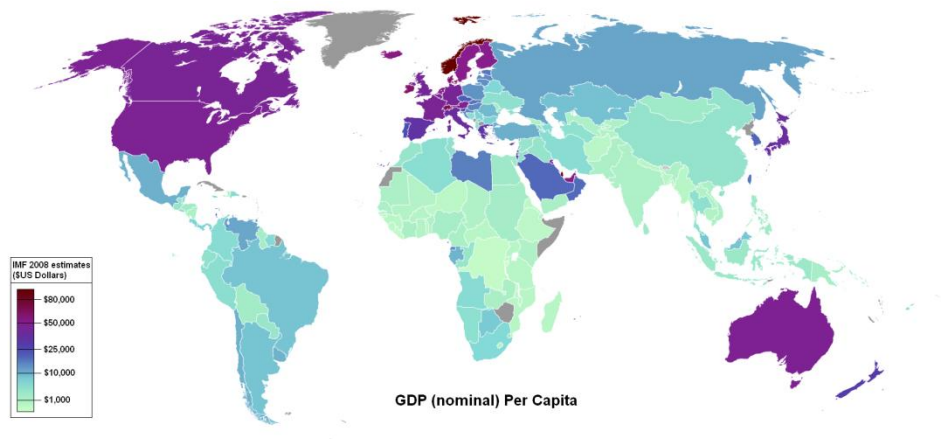 IMF 2008 estimates
($US Dollars)
$80,000
$50,000
$25,000
$10,000
$1,000
GDP (nominal) Per Capita